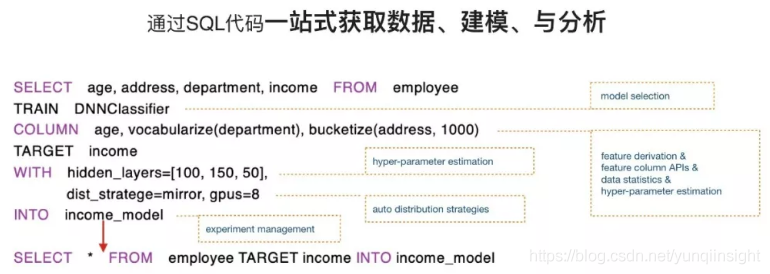 通过SQL代码一站式获取数据、建模、与分析
SELECT age, address, department, income FROM employee
model selection
TRAIN DNNClassifier
COLUMN age, vocabularize(department), bucketize(address, 1000)
TARGET income
feature derivation &
feature column APIs &
data statistics &
hyper-parameter estimation
hyper-parameter estimation
WITH hidden_layers=[100, 150, 50],
dist_stratege=mirror, gpus=8
auto distribution strategies
INTO income_model
experiment management
SELECT * FROM employee TARGET income INTO income_model
https://blog.csdn.net/yunqiinsight